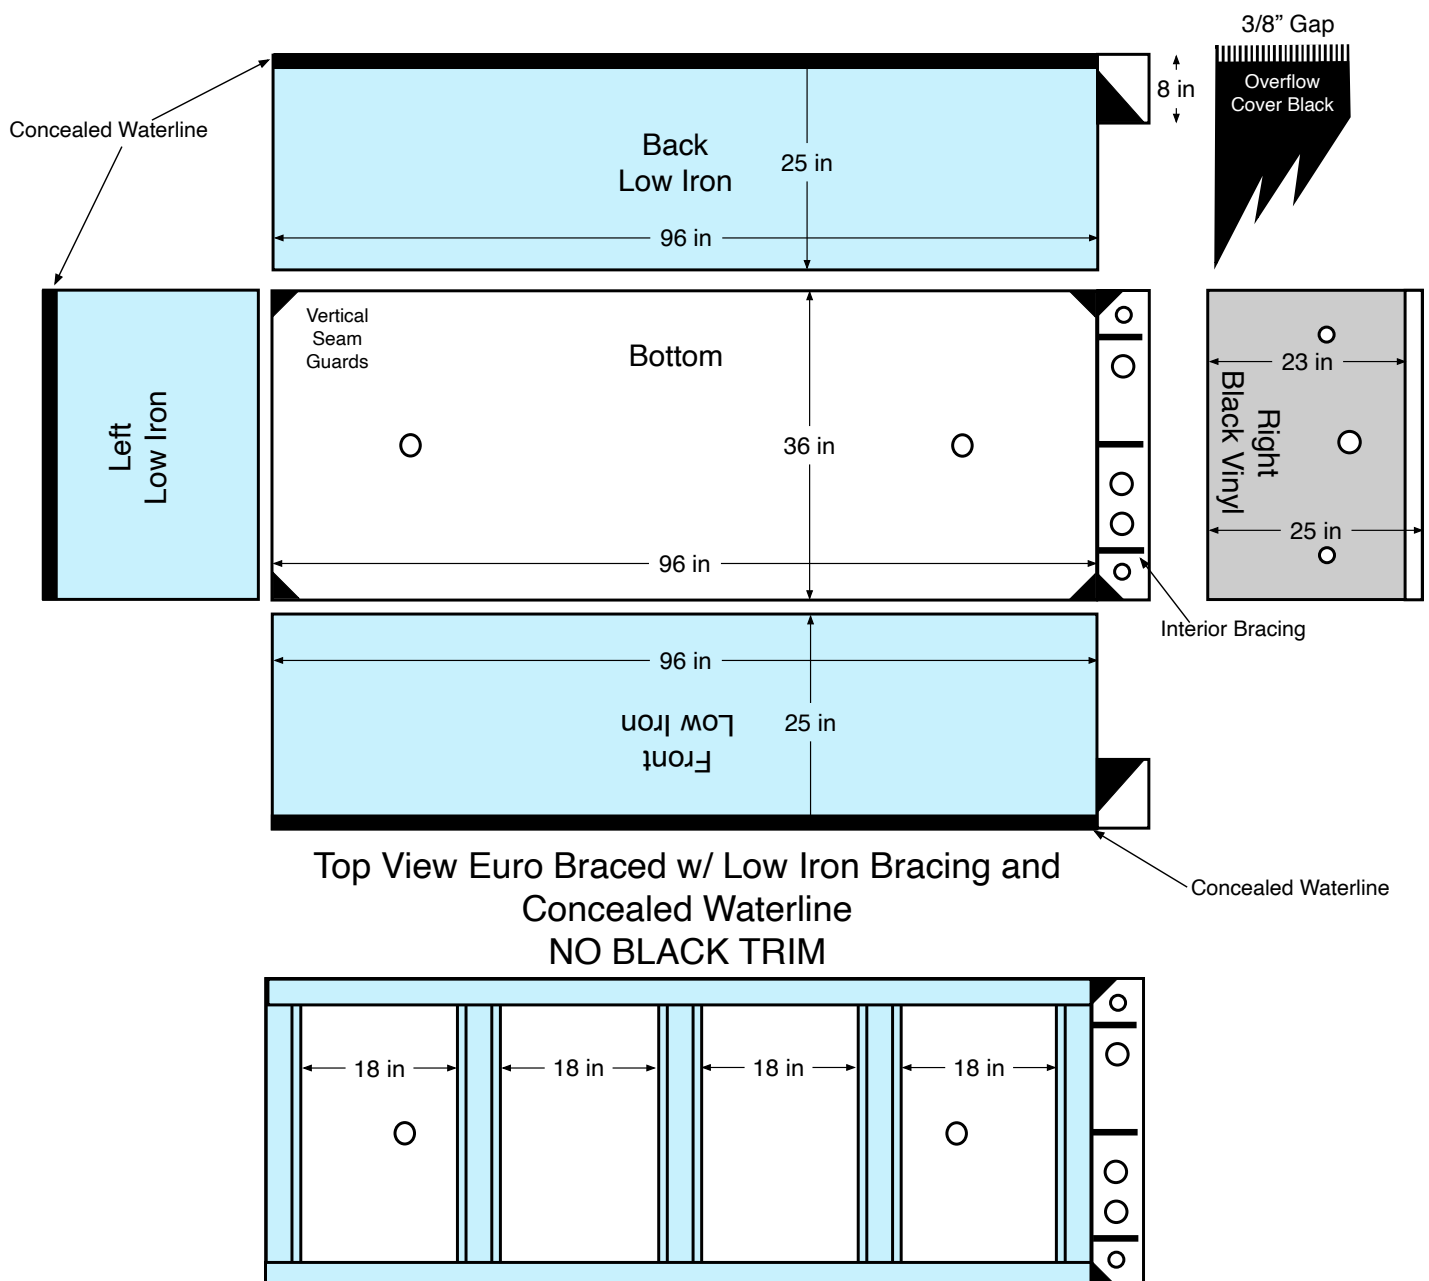 3/8” Gap
Overflow
Cover Black
8 in
Concealed Waterline
Back
Low Iron
25 in
96 in
Vertical
Seam
Guards
Bottom
36 in
96 in
Left
Low Iron
23 in
Right
Black Vinyl
25 in
Interior Bracing
96 in
25 in
Front
Low Iron
Concealed Waterline
Top View Euro Braced w/ Low Iron Bracing and
Concealed Waterline
NO BLACK TRIM
18 in
18 in
18 in
18 in